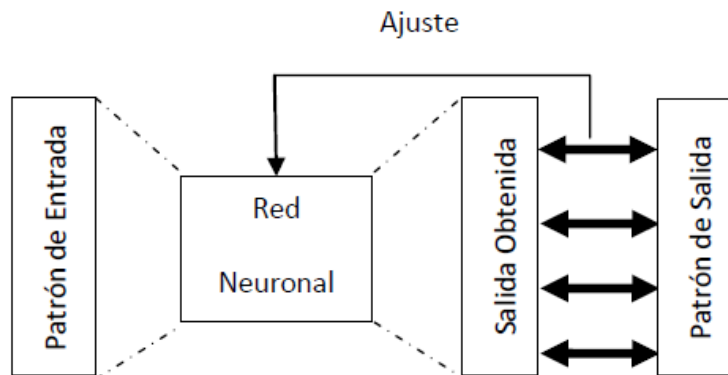 Ajuste
Patrón de Entrada
Red
Neuronal
Salida Obtenida
Patrón de Salida